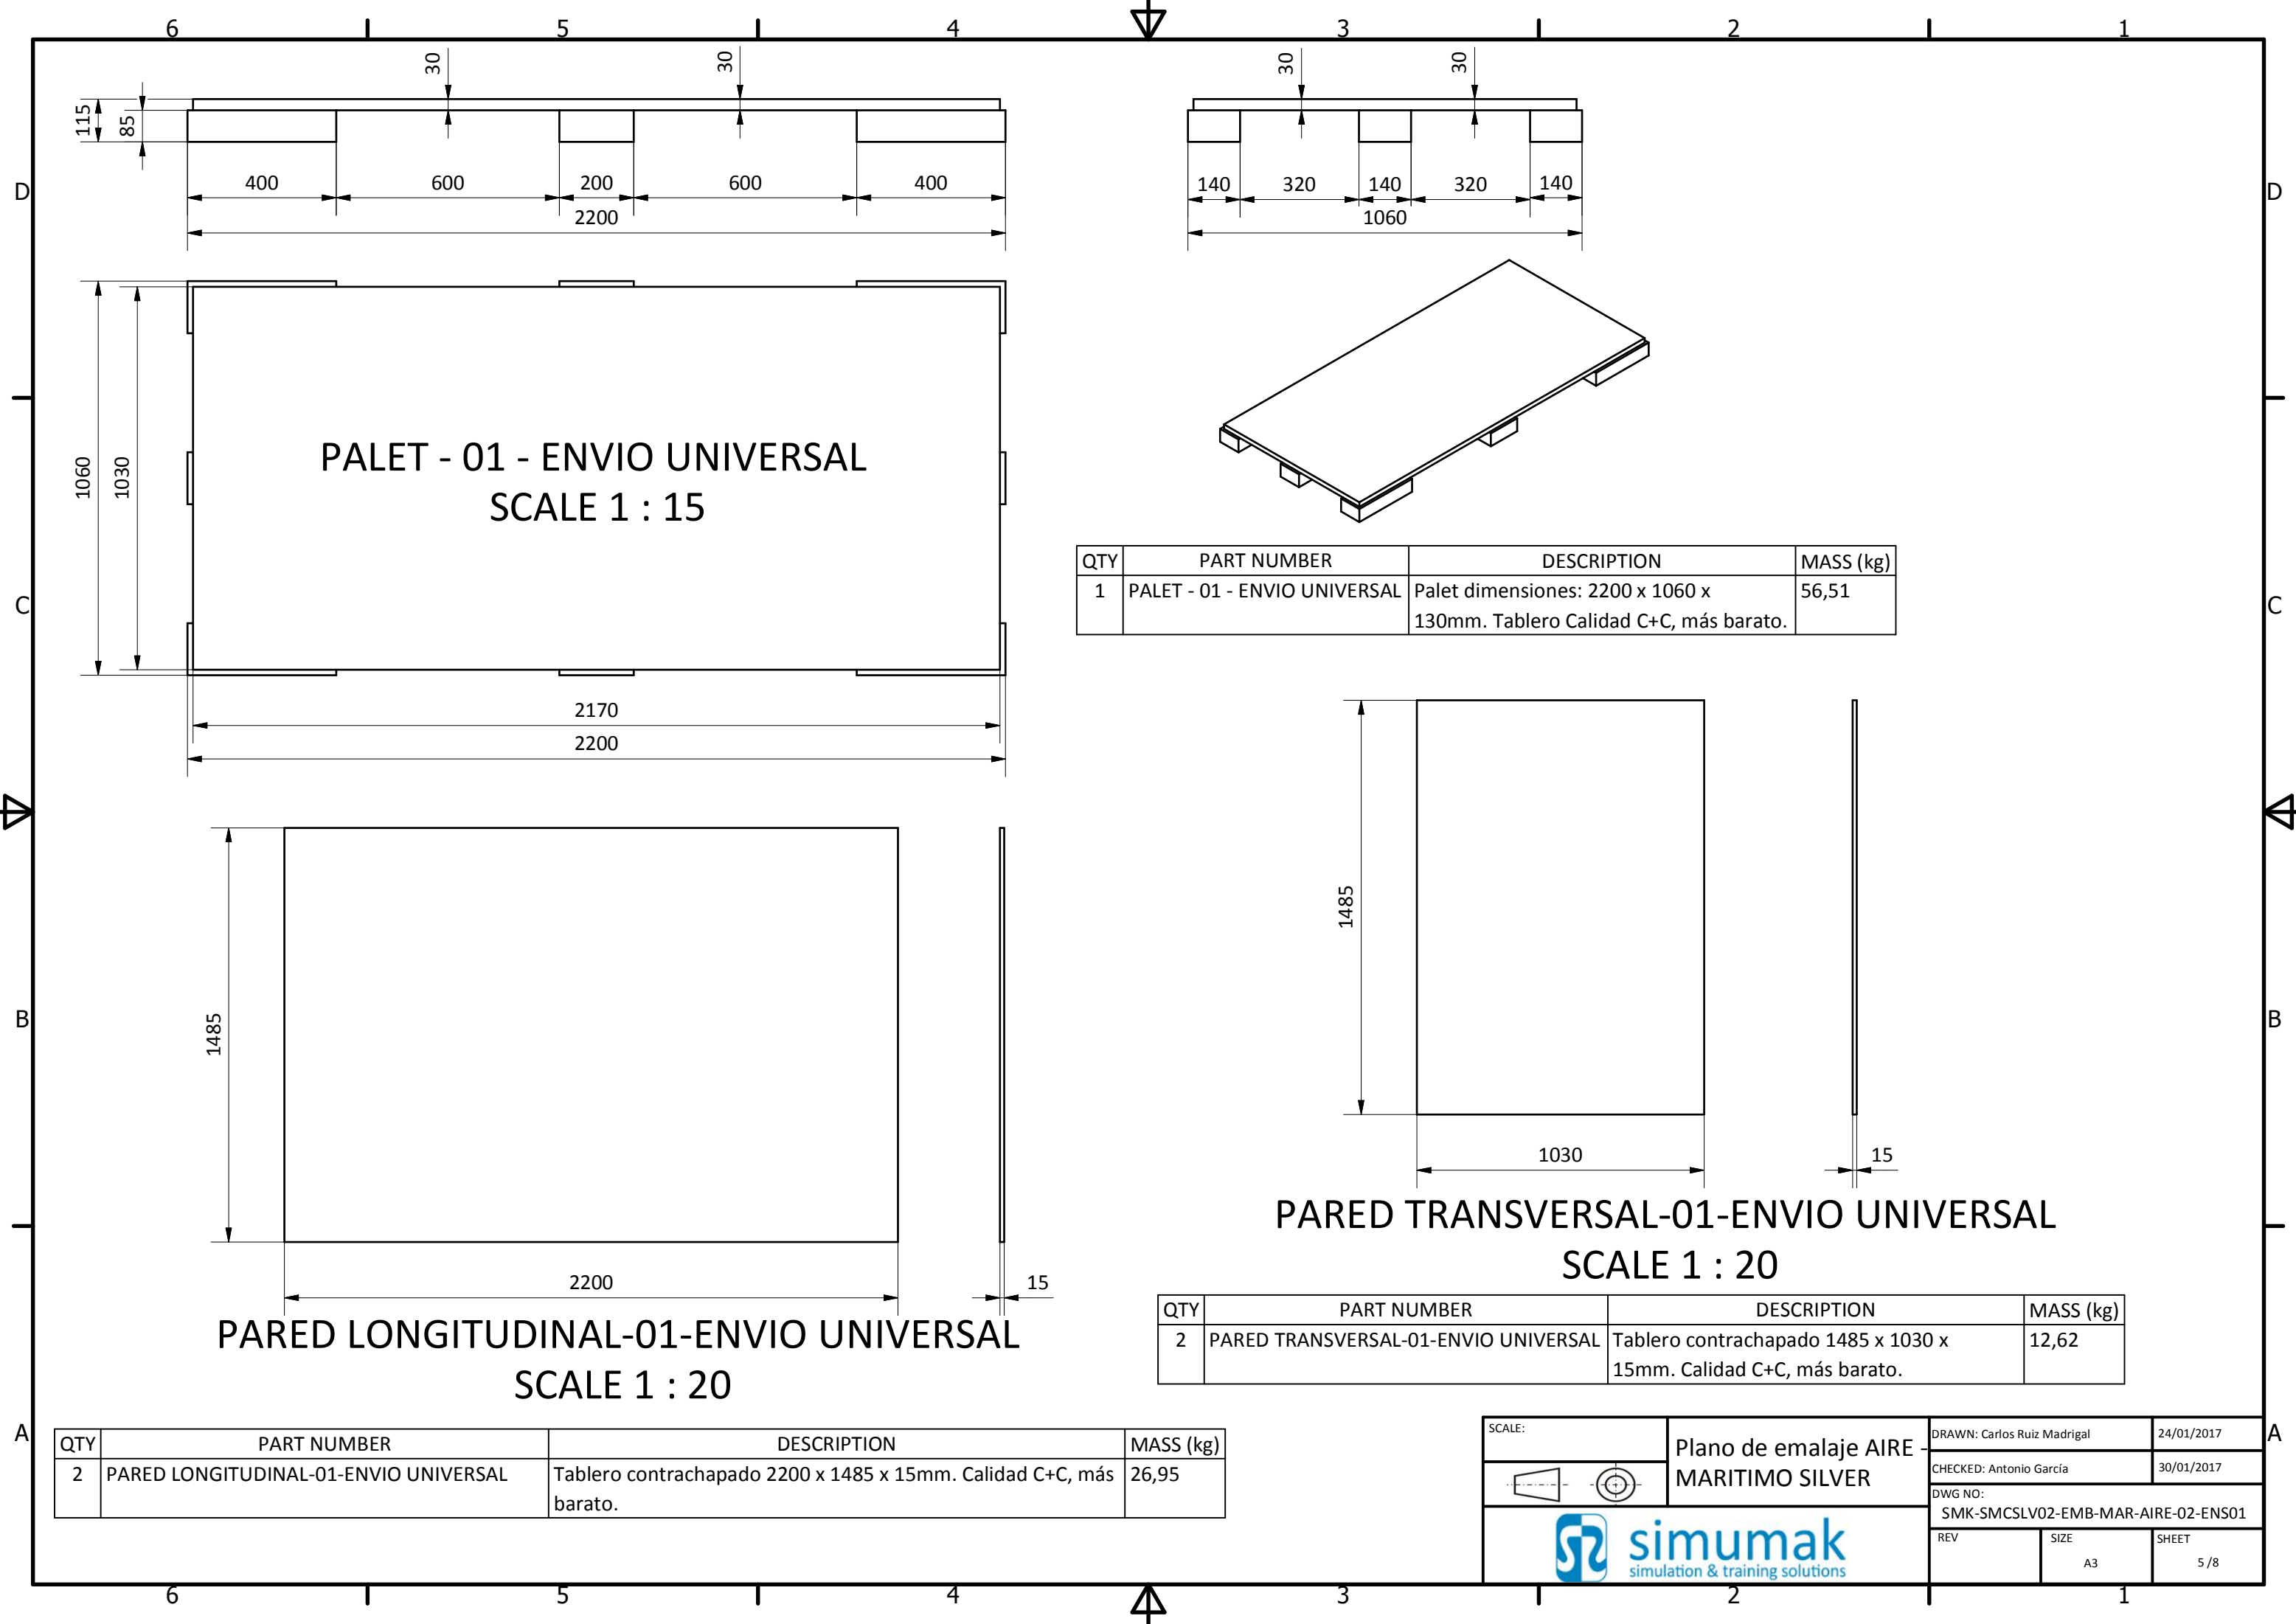 6 5 4 3 2 1
30 30 30 30
115 85
400 600 200 600 400
2200
140 320 140 320 140
1060
D D
1060 1030
PALET - 01 - ENVIO UNIVERSAL
SCALE 1 : 15
2170
2200
QTY PART NUMBER DESCRIPTION MASS (kg)
1 PALET - 01 - ENVIO UNIVERSAL Palet dimensiones: 2200 x 1060 x 56,51
130mm. Tablero Calidad C+C, más barato.
C C
1485
2200 15
PARED LONGITUDINAL-01-ENVIO UNIVERSAL
SCALE 1 : 20
1485
1030 15
PARED TRANSVERSAL-01-ENVIO UNIVERSAL
SCALE 1 : 20
B B
QTY PART NUMBER DESCRIPTION MASS (kg)
2 PARED TRANSVERSAL-01-ENVIO UNIVERSAL Tablero contrachapado 1485 x 1030 x 12,62
15mm. Calidad C+C, más barato.
QTY PART NUMBER DESCRIPTION MASS (kg)
2 PARED LONGITUDINAL-01-ENVIO UNIVERSAL Tablero contrachapado 2200 x 1485 x 15mm. Calidad C+C, más 26,95
barato.
A A
SCALE:
Plano de emalaje AIRE -
MARITIMO SILVER
DRAWN: Carlos Ruiz Madrigal 24/01/2017
CHECKED: Antonio García 30/01/2017
DWG NO:
SMK-SMCSLV02-EMB-MAR-AIRE-02-ENS01
REV SIZE SHEET
A3 5 /8
simumak
simulation & training solutions
6 5 4 3 2 1